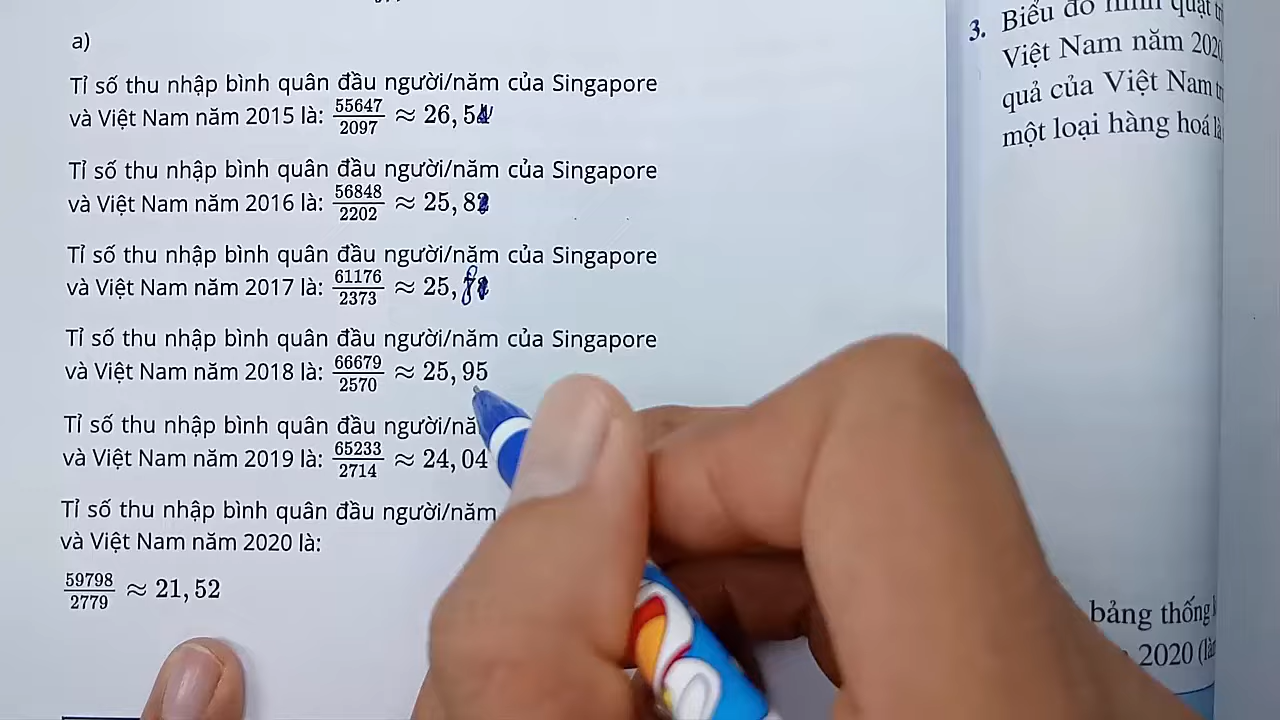 a)
Tỉ số thu nhập bình quân đầu người/năm của Singapore
và Việt Nam năm 2015 là: 55647/2097 ≈ 26,5
Tỉ số thu nhập bình quân đầu người/năm của Singapore
và Việt Nam năm 2016 là: 56848/2202 ≈ 25,8
Tỉ số thu nhập bình quân đầu người/năm của Singapore
và Việt Nam năm 2017 là: 61176/2373 ≈ 25,
Tỉ số thu nhập bình quân đầu người/năm của Singapore
và Việt Nam năm 2018 là: 66679/2570 ≈ 25,95
Tỉ số thu nhập bình quân đầu
và Việt Nam năm 2019 là: 65233/2714 ≈ 24,04
Tỉ số thu nhập bình quân đầu người/năm
và Việt Nam năm 2020 là:
59798/2779 ≈ 21,52
3. Biểu đồ hình quạt
Việt Nam năm 2020
quả của Việt Nam
một loại hàng hoá là
bảng thống
2020